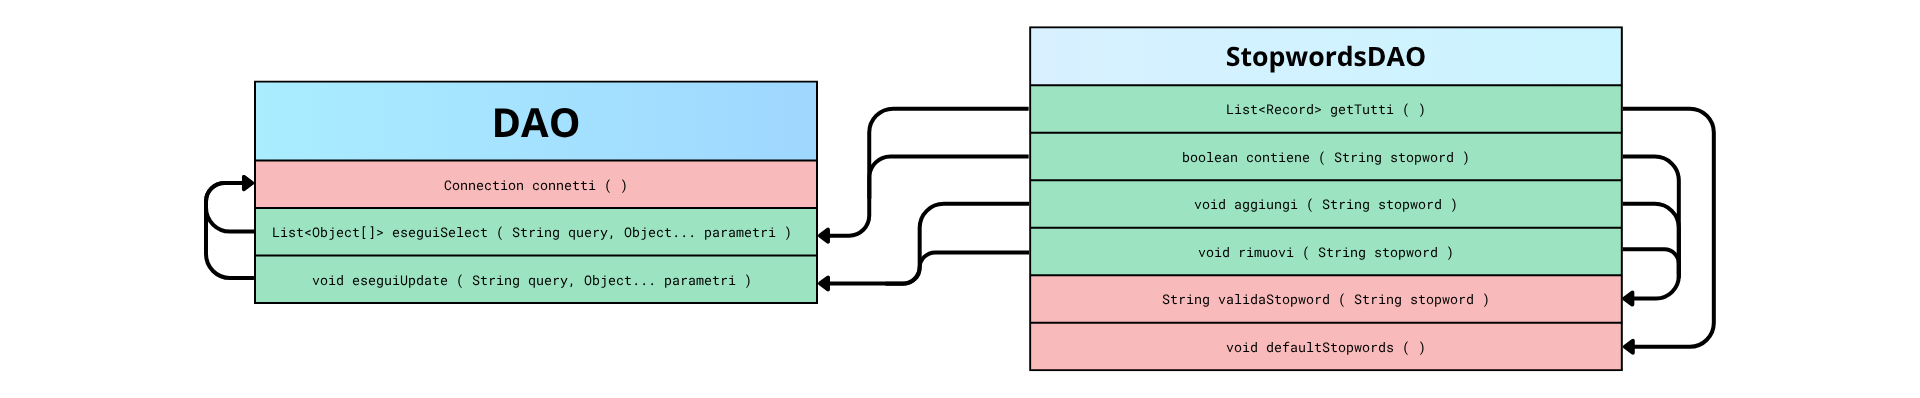 DAO
Connection connetti ( )
List<Object[]> eseguiSelect ( String query, Object... parametri )
void eseguiUpdate ( String query, Object... parametri )
StopwordsDAO
List<Record> getTutti ( )
boolean contiene ( String stopword )
void aggiungi ( String stopword )
void rimuovi ( String stopword )
String validaStopword ( String stopword )
void defaultStopwords ( )